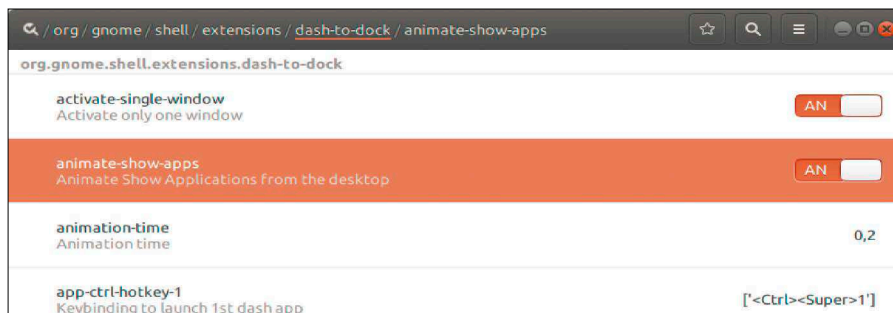 / org / gnome / shell / extensions / dash-to-dock / animate-show-apps
org.gnome.shell.extensions.dash-to-dock
activate-single-window
Activate only one window
AN
animate-show-apps
Animate Show Applications from the desktop
AN
animation-time
Animation time
0,2
app-ctrl-hotkey-1
Keybinding to launch 1st dash app
['<Ctrl><Super>1']